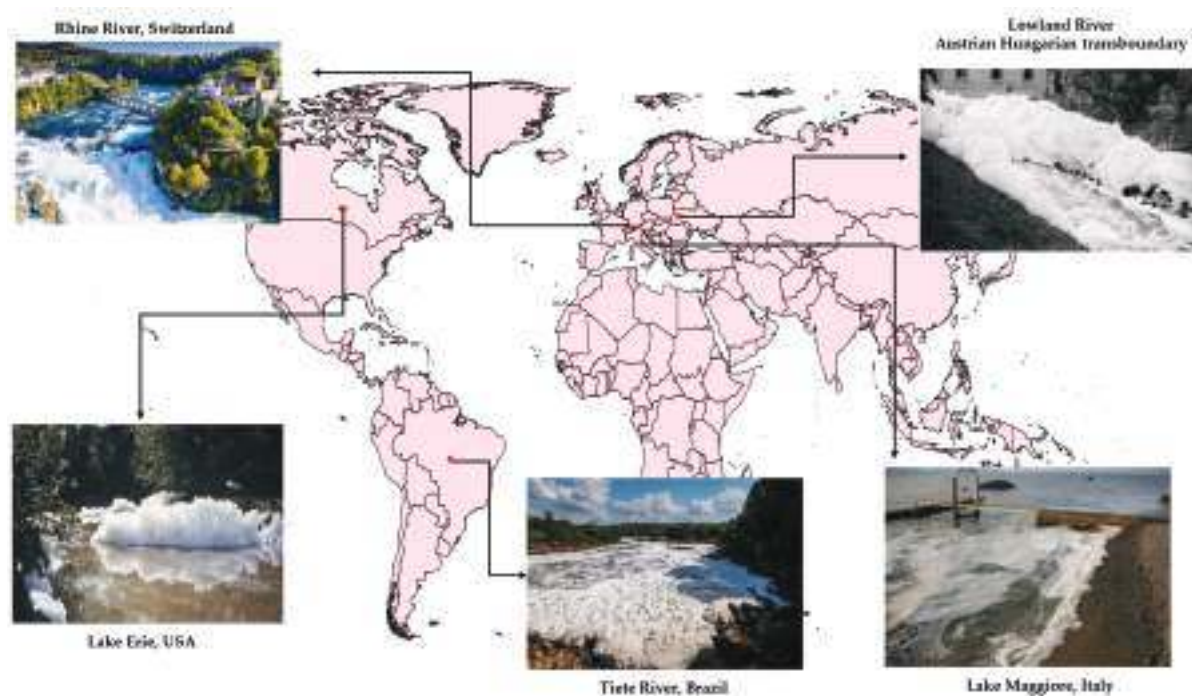 Rhine River, Switzerland
Lowland River
Austrian Hungarian transboundary
Lake Erie, USA
Tiete River, Brazil
Lake Maggiore, Italy